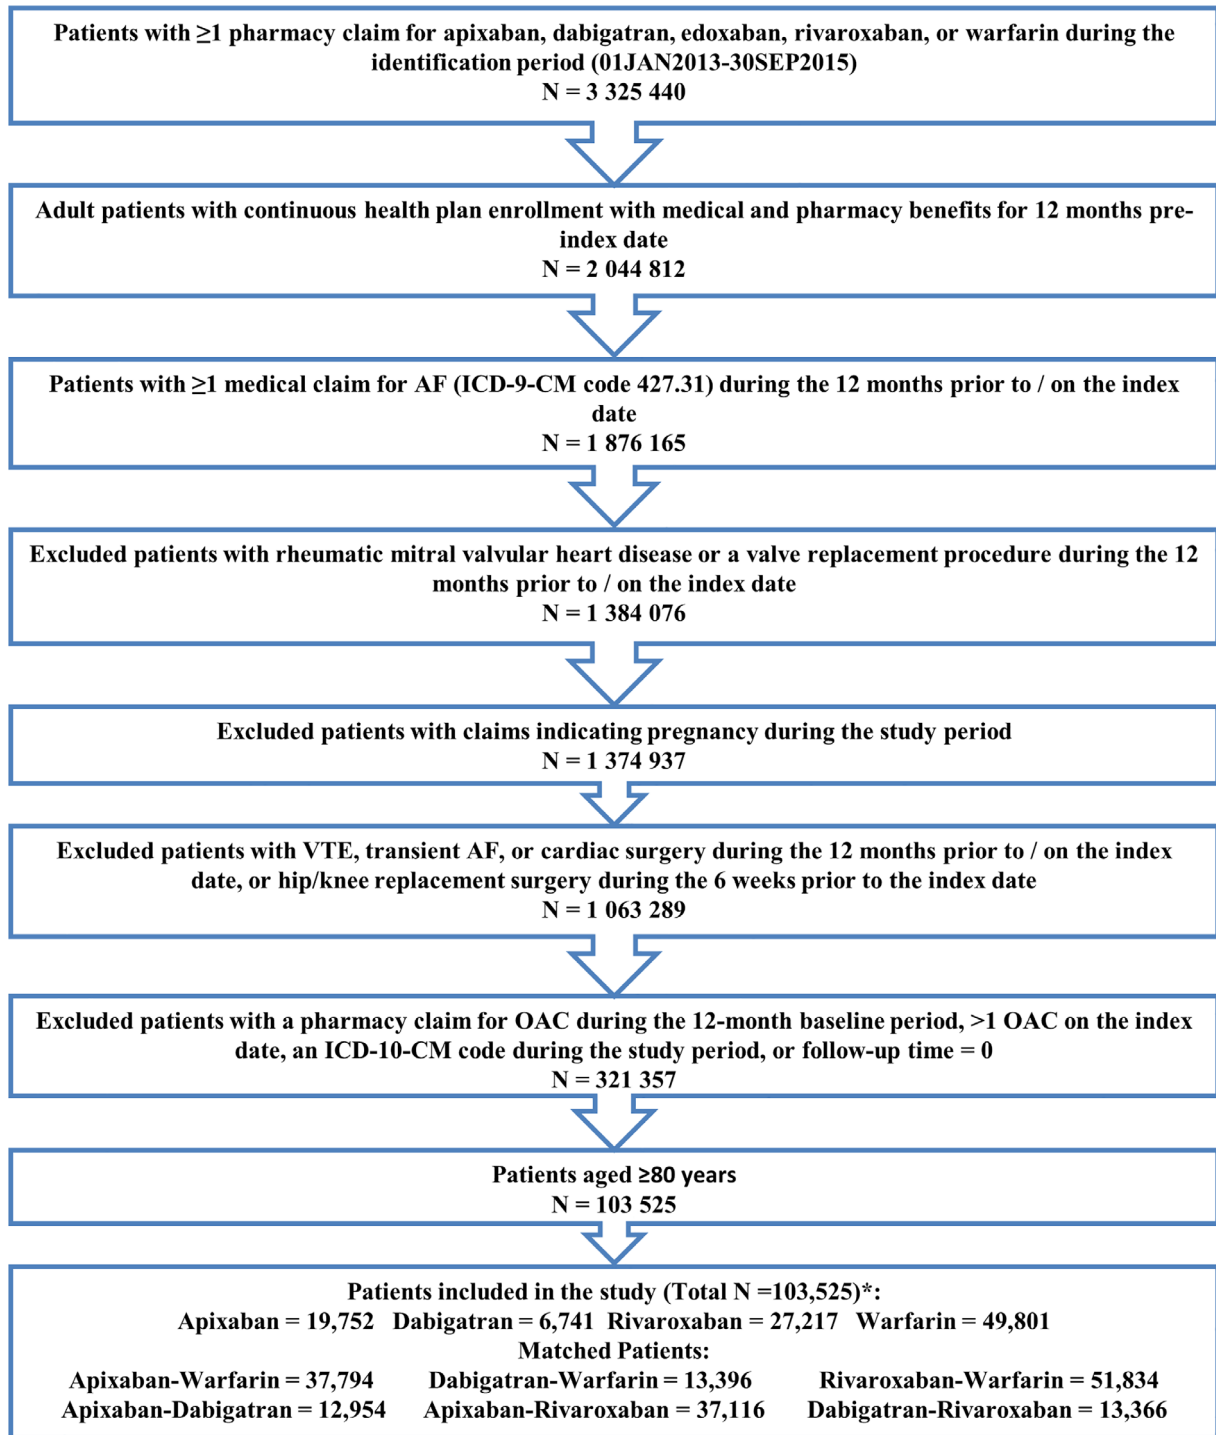 Patients with ≥1 pharmacy claim for apixaban, dabigatran, edoxaban, rivaroxaban, or warfarin during the
identification period (01JAN2013-30SEP2015)
N = 3 325 440
Adult patients with continuous health plan enrollment with medical and pharmacy benefits for 12 months pre-
index date
N = 2 044 812
Patients with ≥1 medical claim for AF (ICD-9-CM code 427.31) during the 12 months prior to / on the index
date
N = 1 876 165
Excluded patients with rheumatic mitral valvular heart disease or a valve replacement procedure during the 12
months prior to / on the index date
N = 1 384 076
Excluded patients with claims indicating pregnancy during the study period
N = 1 374 937
Excluded patients with VTE, transient AF, or cardiac surgery during the 12 months prior to / on the index
date, or hip/knee replacement surgery during the 6 weeks prior to the index date
N = 1 063 289
Excluded patients with a pharmacy claim for OAC during the 12-month baseline period, >1 OAC on the index
date, an ICD-10-CM code during the study period, or follow-up time = 0
N = 321 357
Patients aged ≥80 years
N = 103 525
Patients included in the study (Total N =103,525)*:
Apixaban = 19,752 Dabigatran = 6,741 Rivaroxaban = 27,217 Warfarin = 49,801
Matched Patients:
Apixaban-Warfarin = 37,794 Dabigatran-Warfarin = 13,396 Rivaroxaban-Warfarin = 51,834
Apixaban-Dabigatran = 12,954 Apixaban-Rivaroxaban = 37,116 Dabigatran-Rivaroxaban = 13,366